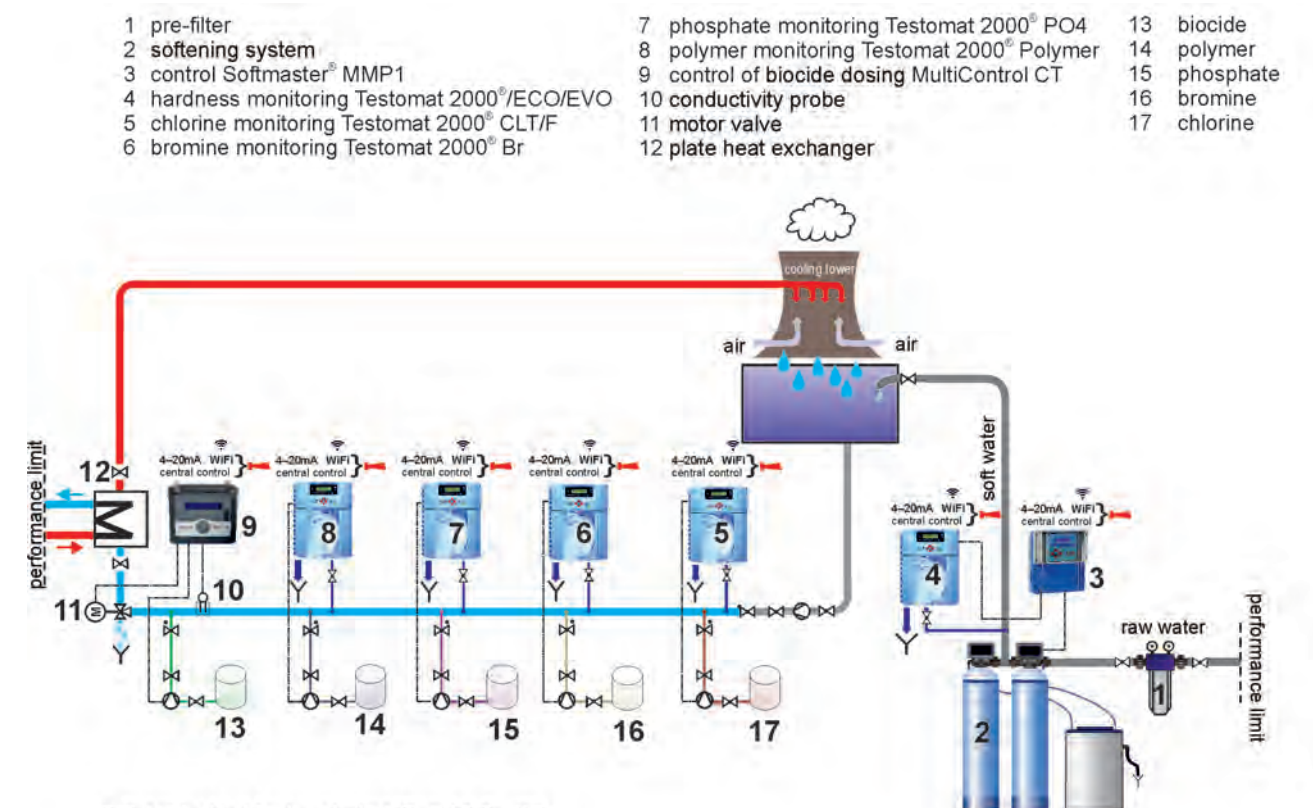 1 pre-filter
2 softening system
3 control Softmaster® MMP1
4 hardness monitoring Testomat 2000®/ECO/EVO
5 chlorine monitoring Testomat 2000® CLT/F
6 bromine monitoring Testomat 2000® Br
7 phosphate monitoring Testomat 2000® PO4
8 polymer monitoring Testomat 2000® Polymer
9 control of biocide dosing MultiControl CT
10 conductivity probe
11 motor valve
12 plate heat exchanger
13 biocide
14 polymer
15 phosphate
16 bromine
17 chlorine
cooling tower
air
air
performance limit
12
4–20mA WiFi
central control
9
4–20mA WiFi
central control
8
4–20mA WiFi
central control
7
4–20mA WiFi
central control
6
4–20mA WiFi
central control
5
soft water
4–20mA WiFi
central control
4
4–20mA WiFi
central control
3
10
11
M
raw water
performance limit
1
2
13
14
15
16
17